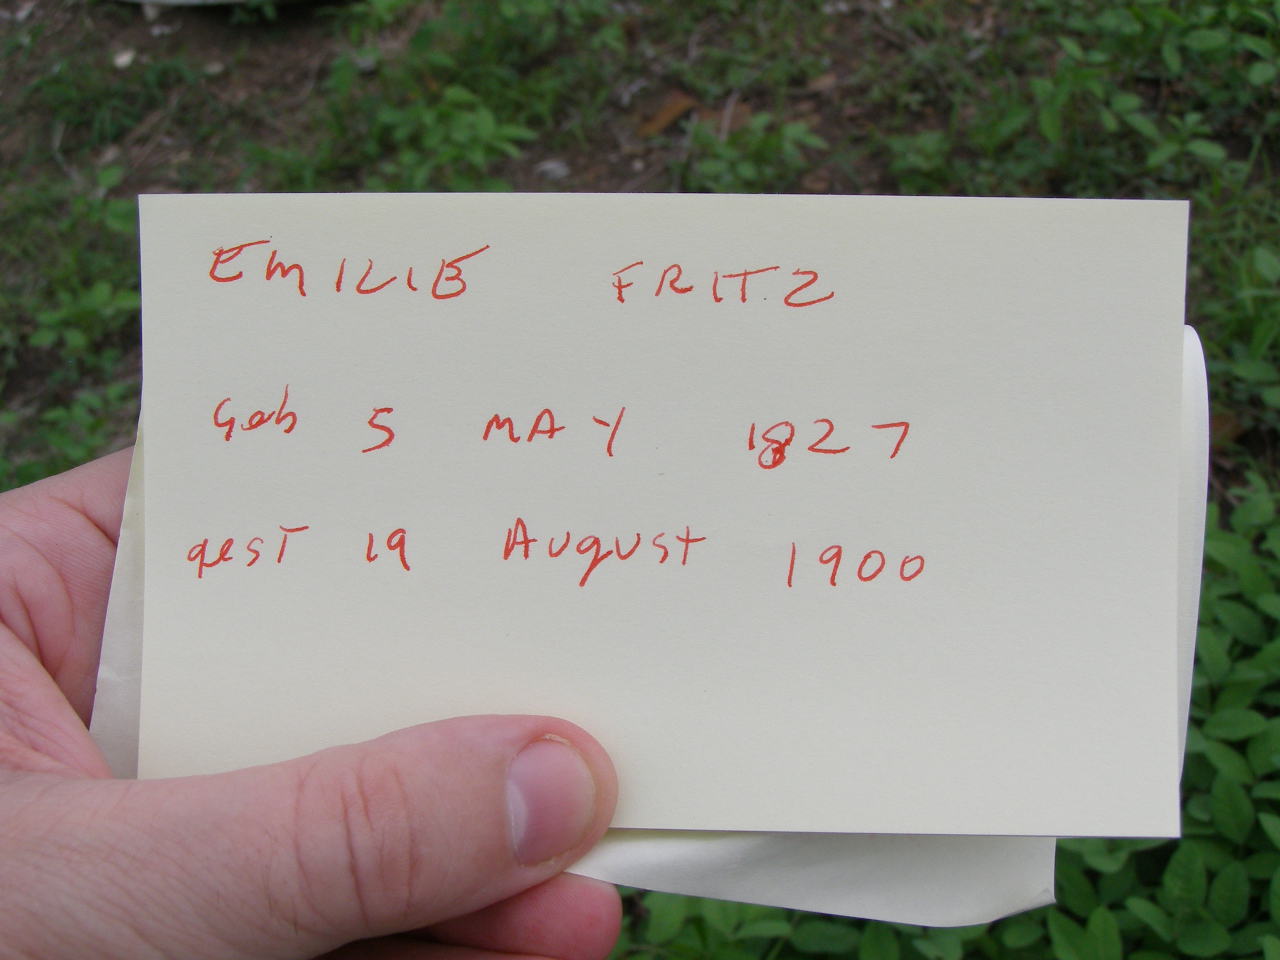 EMILIE FRITZ
Geb 5 MAY 1827
gest 19 August 1900